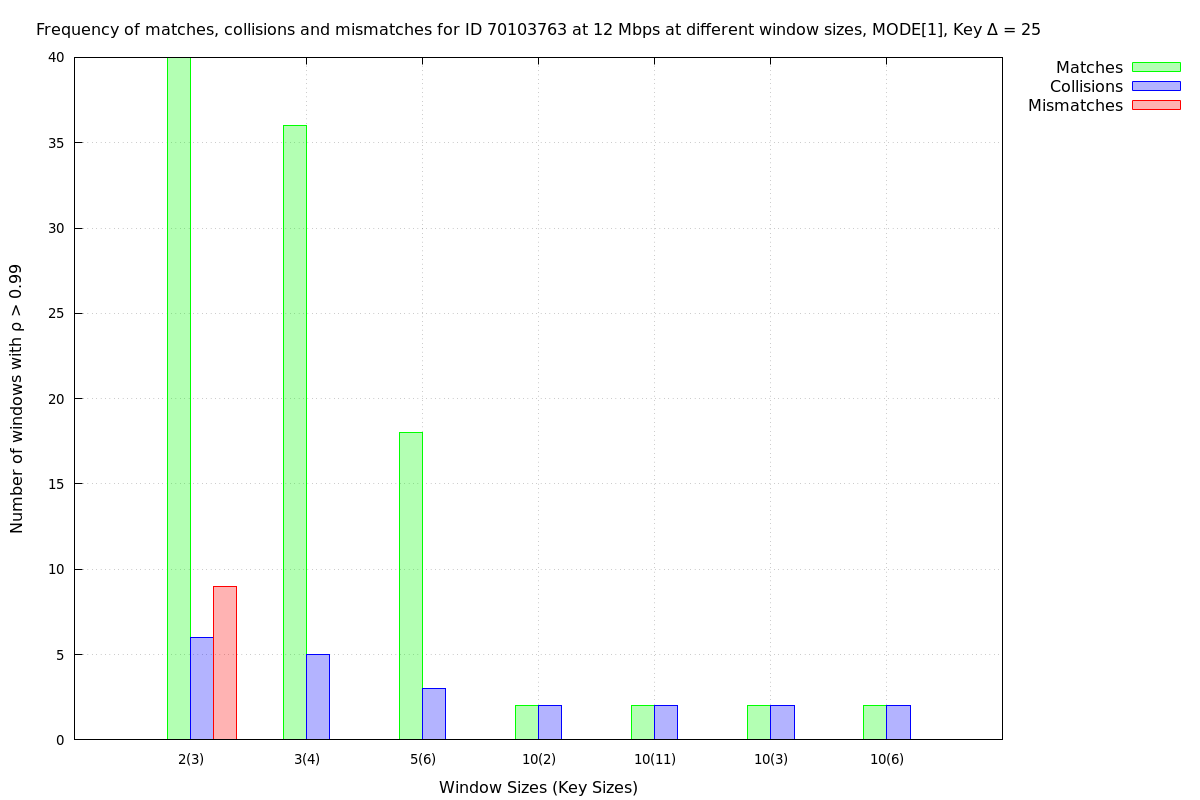 Frequency of matches, collisions and mismatches for ID 70103763 at 12 Mbps at different window sizes, MODE[1], Key Δ = 25
Matches
Collisions
Mismatches
Number of windows with ρ > 0.99
40
35
30
25
20
15
10
5
0
2(3) 3(4) 5(6) 10(2) 10(11) 10(3) 10(6)
Window Sizes (Key Sizes)